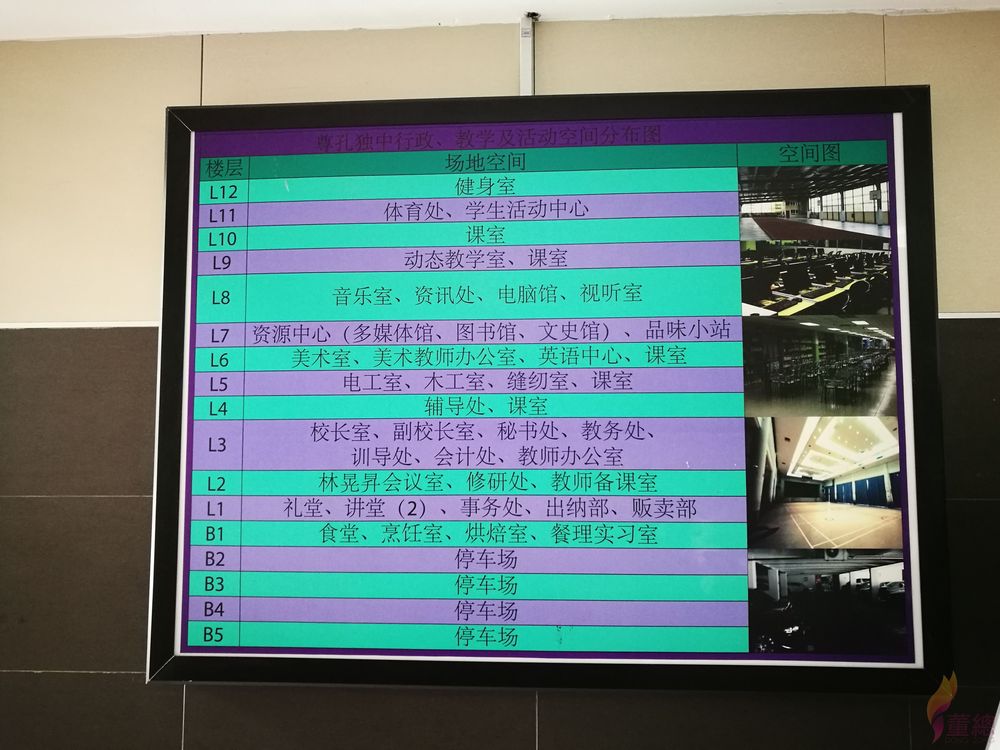 尊孔独中行政、教学及活动空间分布图
楼层 场地空间 空间图
L12 健身室
L11 体育处、学生活动中心
L10 课室
L9 动态教学室、课室
L8 音乐室、资讯处、电脑馆、视听室
L7 资源中心（多媒体馆、图书馆、文史馆）、品味小站
L6 美术室、美术教师办公室、英语中心、课室
L5 电工室、木工室、缝纫室、课室
L4 辅导处、课室
L3 校长室、副校长室、秘书处、教务处、
训导处、会计处、教师办公室
L2 林晃昇会议室、修研处、教师备课室
L1 礼堂、讲堂（2）、事务处、出纳部、贩卖部
B1 食堂、烹饪室、烘焙室、餐理实习室
B2 停车场
B3 停车场
B4 停车场
B5 停车场
董總
DONG ZONG